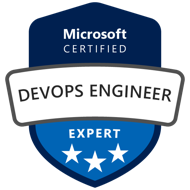 Microsoft
CERTIFIED
DEVOPS ENGINEER
EXPERT